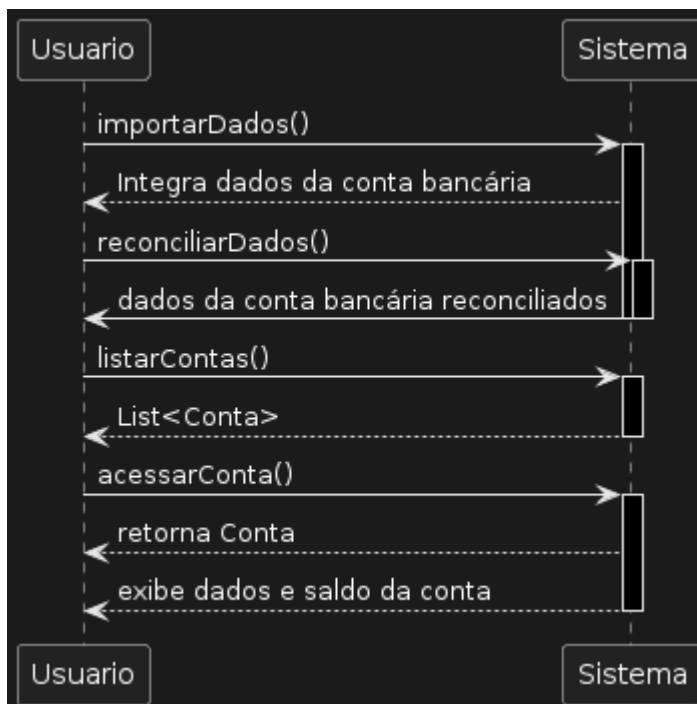 Usuario
Sistema
importarDados()
Integra dados da conta bancária
reconciliarDados()
dados da conta bancária reconciliados
listarContas()
List<Conta>
acessarConta()
retorna Conta
exibe dados e saldo da conta
Usuario
Sistema